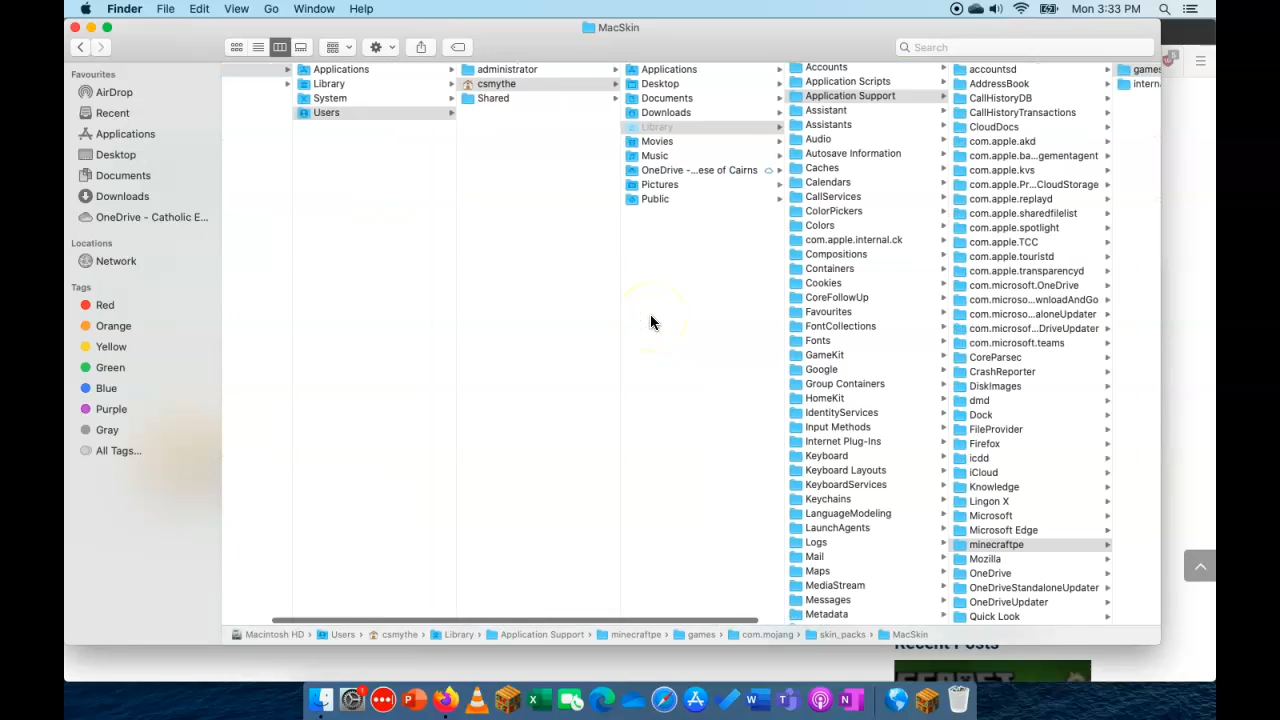 Finder File Edit View Go Window Help Mon 3:33 PM
MacSkin
Search
Favourites
AirDrop
Recent
Applications
Desktop
Documents
Downloads
OneDrive - Catholic E...
Locations
Network
Tags
Red
Orange
Yellow
Green
Blue
Purple
Gray
All Tags...
Applications
Library
System
Users
administrator
csmythe
Shared
Applications
Desktop
Documents
Downloads
Library
Movies
Music
OneDrive -...ese of Cairns
Pictures
Public
Accounts
Application Scripts
Application Support
Assistant
Assistants
Audio
Autosave Information
Caches
Calendars
CallServices
ColorPickers
Colors
com.apple.internal.ck
Compositions
Containers
Cookies
CoreFollowUp
Favourites
FontCollections
Fonts
GameKit
Google
Group Containers
HomeKit
IdentityServices
Input Methods
Internet Plug-Ins
Keyboard
Keyboard Layouts
KeyboardServices
Keychains
LanguageModeling
LaunchAgents
Logs
Mail
Maps
MediaStream
Messages
Metadata
accountsd
AddressBook
CallHistoryDB
CallHistoryTransactions
CloudDocs
com.apple.akd
com.apple.ba...gementagent
com.apple.kvs
com.apple.Pr...CloudStorage
com.apple.replayd
com.apple.sharedfilelist
com.apple.spotlight
com.apple.TCC
com.apple.touristd
com.apple.transparencyd
com.microsoft.OneDrive
com.microso...wnloadAndGo
com.microso...aloneUpdater
com.microsof...DriveUpdater
com.microsoft.teams
CoreParsec
CrashReporter
DiskImages
dmd
Dock
FileProvider
Firefox
icdd
iCloud
Knowledge
Lingon X
Microsoft
Microsoft Edge
minecraftpe
Mozilla
OneDrive
OneDriveStandaloneUpdater
OneDriveUpdater
Quick Look
games
intern
Macintosh HD Users csmythe Library Application Support minecraftpe games com.mojang skin_packs MacSkin
Recent Posts